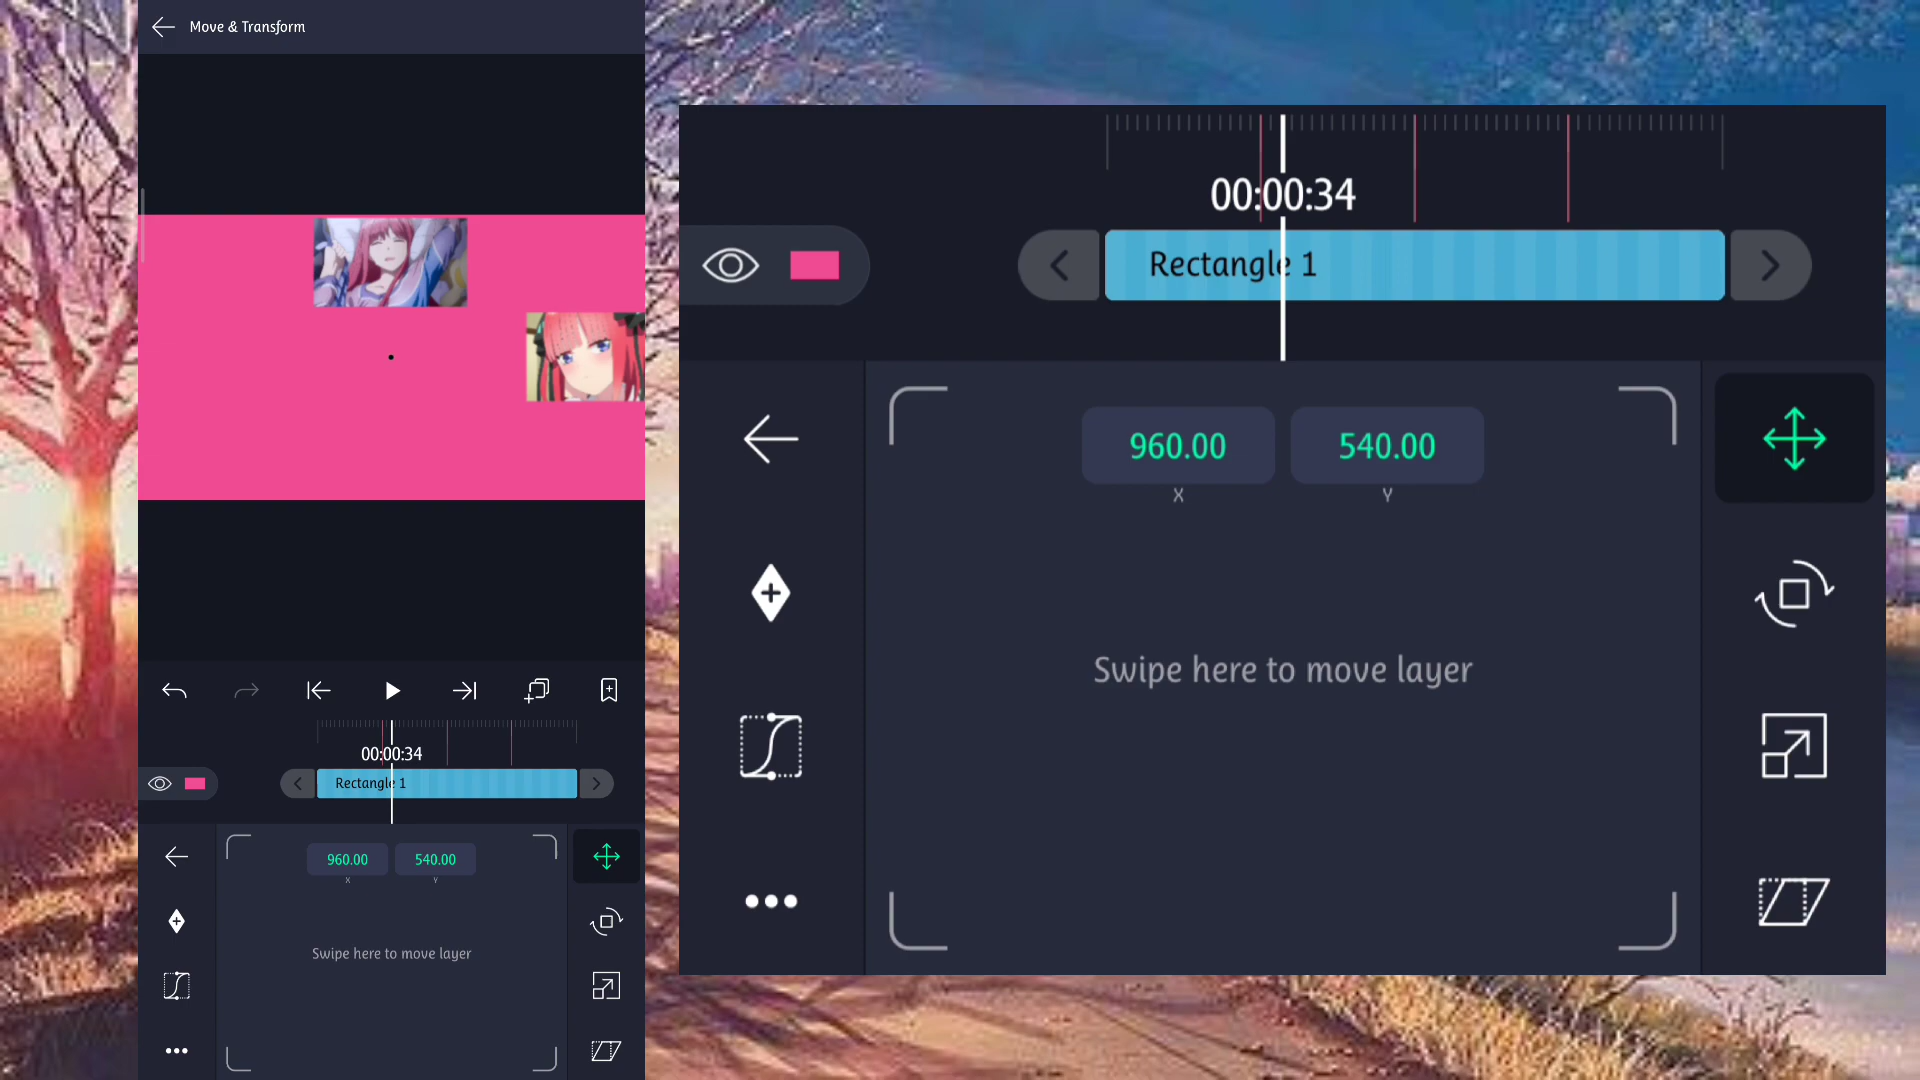 Move & Transform
00:00:34
Rectangle 1
960.00
540.00
X
Y
Swipe here to move layer
00:00:34
Rectangle 1
960.00
540.00
X
Y
Swipe here to move layer